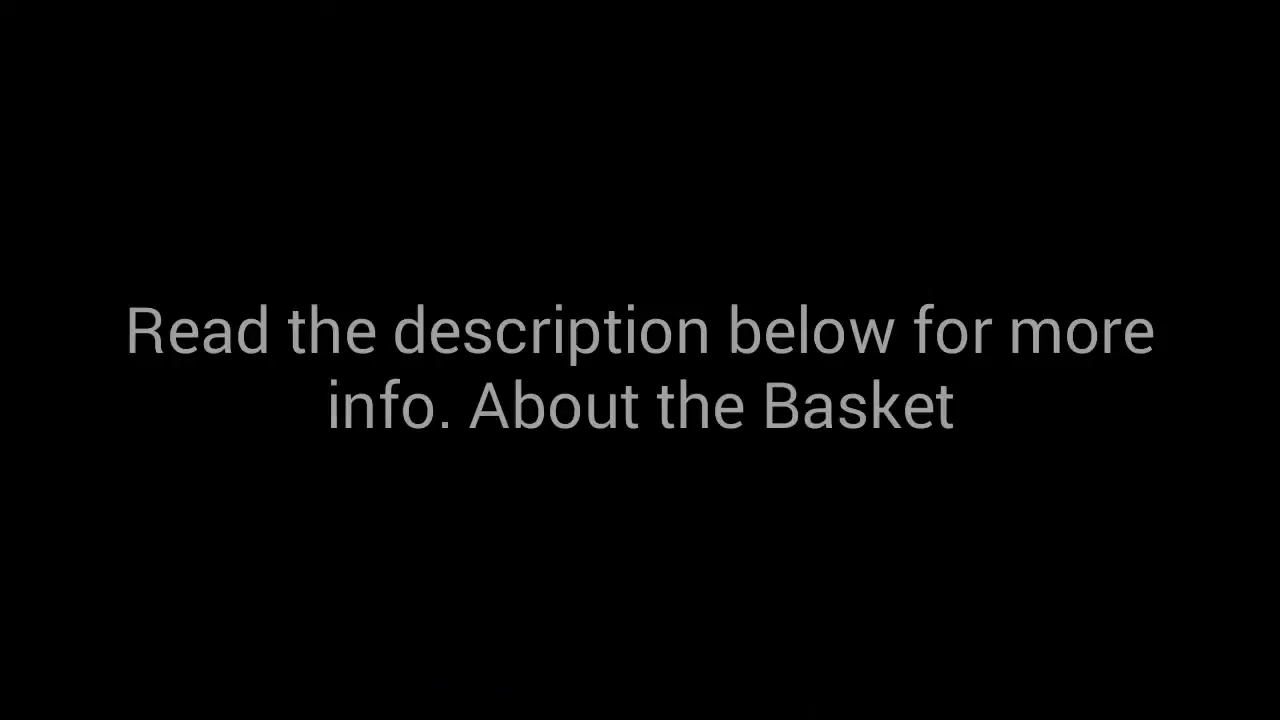 Read the description below for more
info. About the Basket